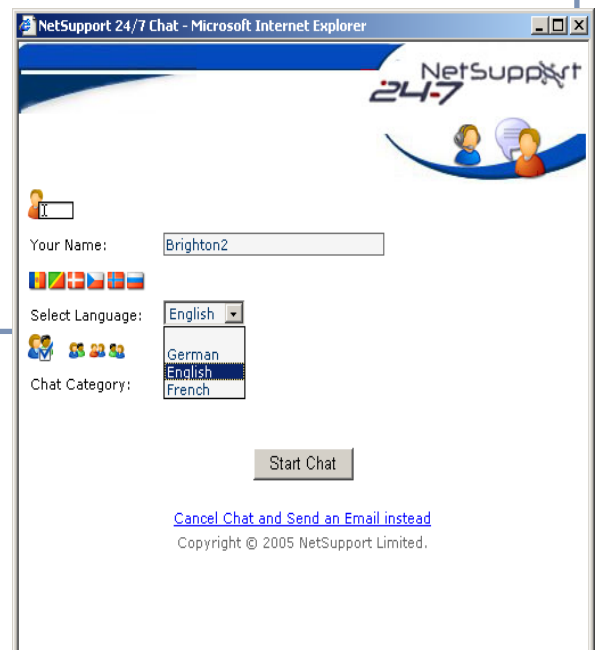 NetSupport 24/7 Chat - Microsoft Internet Explorer
NetSupport
24-7
Your Name:
Brighton2
Select Language:
English
German
English
French
Chat Category:
Start Chat
Cancel Chat and Send an Email instead
Copyright © 2005 NetSupport Limited.